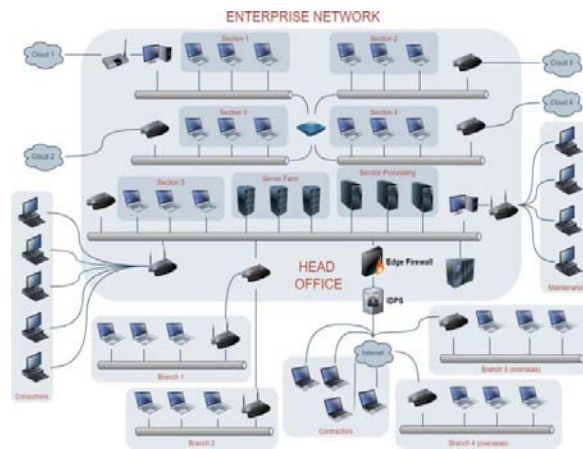 ENTERPRISE NETWORK
Cloud 1
Section 1
Section 2
Cloud 3
Section 3
Section 4
Cloud 4
Cloud 2
Section 5
Server Farm
Service Processing
HEAD
OFFICE
Edge Firewall
IDPS
Maintenance
Internet
Branch 1
Branch 3 (overseas)
Consumers
Branch 2
Contractors
Branch 4 (overseas)